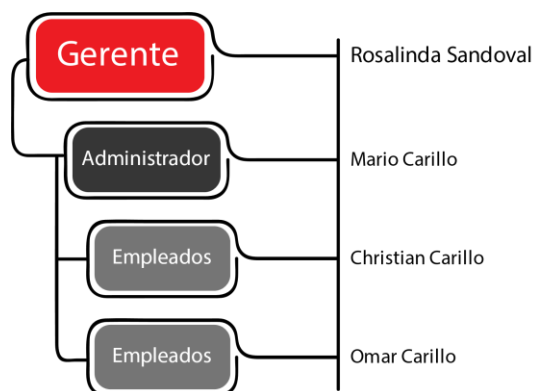 Gerente
Rosalinda Sandoval
Administrador
Mario Carillo
Empleados
Christian Carillo
Empleados
Omar Carillo